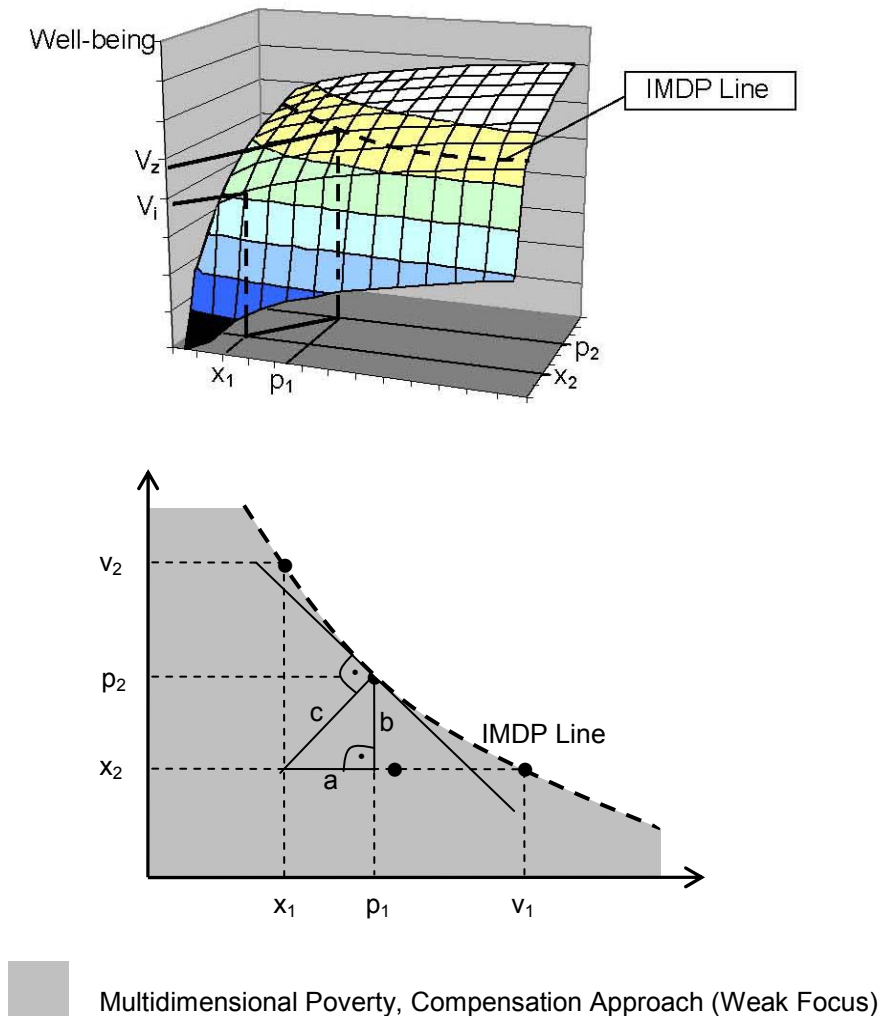 Well-being
IMDP Line
Vz
Vi
p₂
x₂
x₁
p₁
v₂
p₂
c
b
IMDP Line
x₂
a
x₁
p₁
v₁
Multidimensional Poverty, Compensation Approach (Weak Focus)